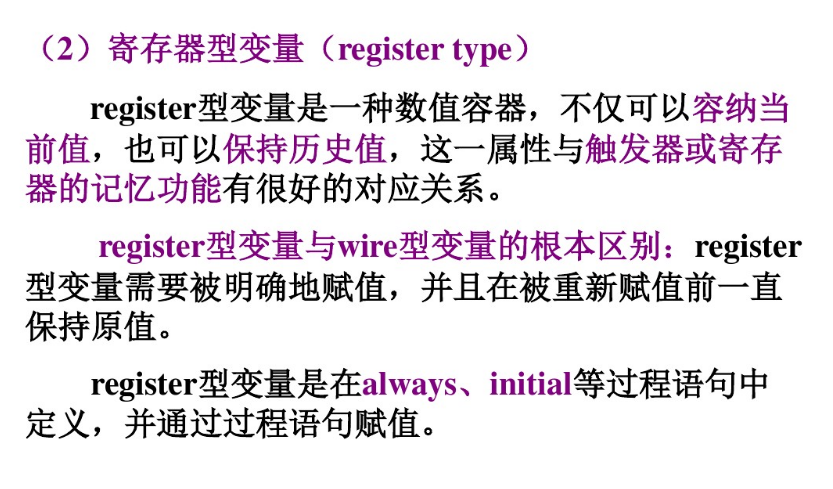 （2）寄存器型变量（register type）
register型变量是一种数值容器，不仅可以容纳当
前值，也可以保持历史值，这一属性与触发器或寄存
器的记忆功能有很好的对应关系。
register型变量与wire型变量的根本区别：register
型变量需要被明确地赋值，并且在被重新赋值前一直
保持原值。
register型变量是在always、initial等过程语句中
定义，并通过过程语句赋值。